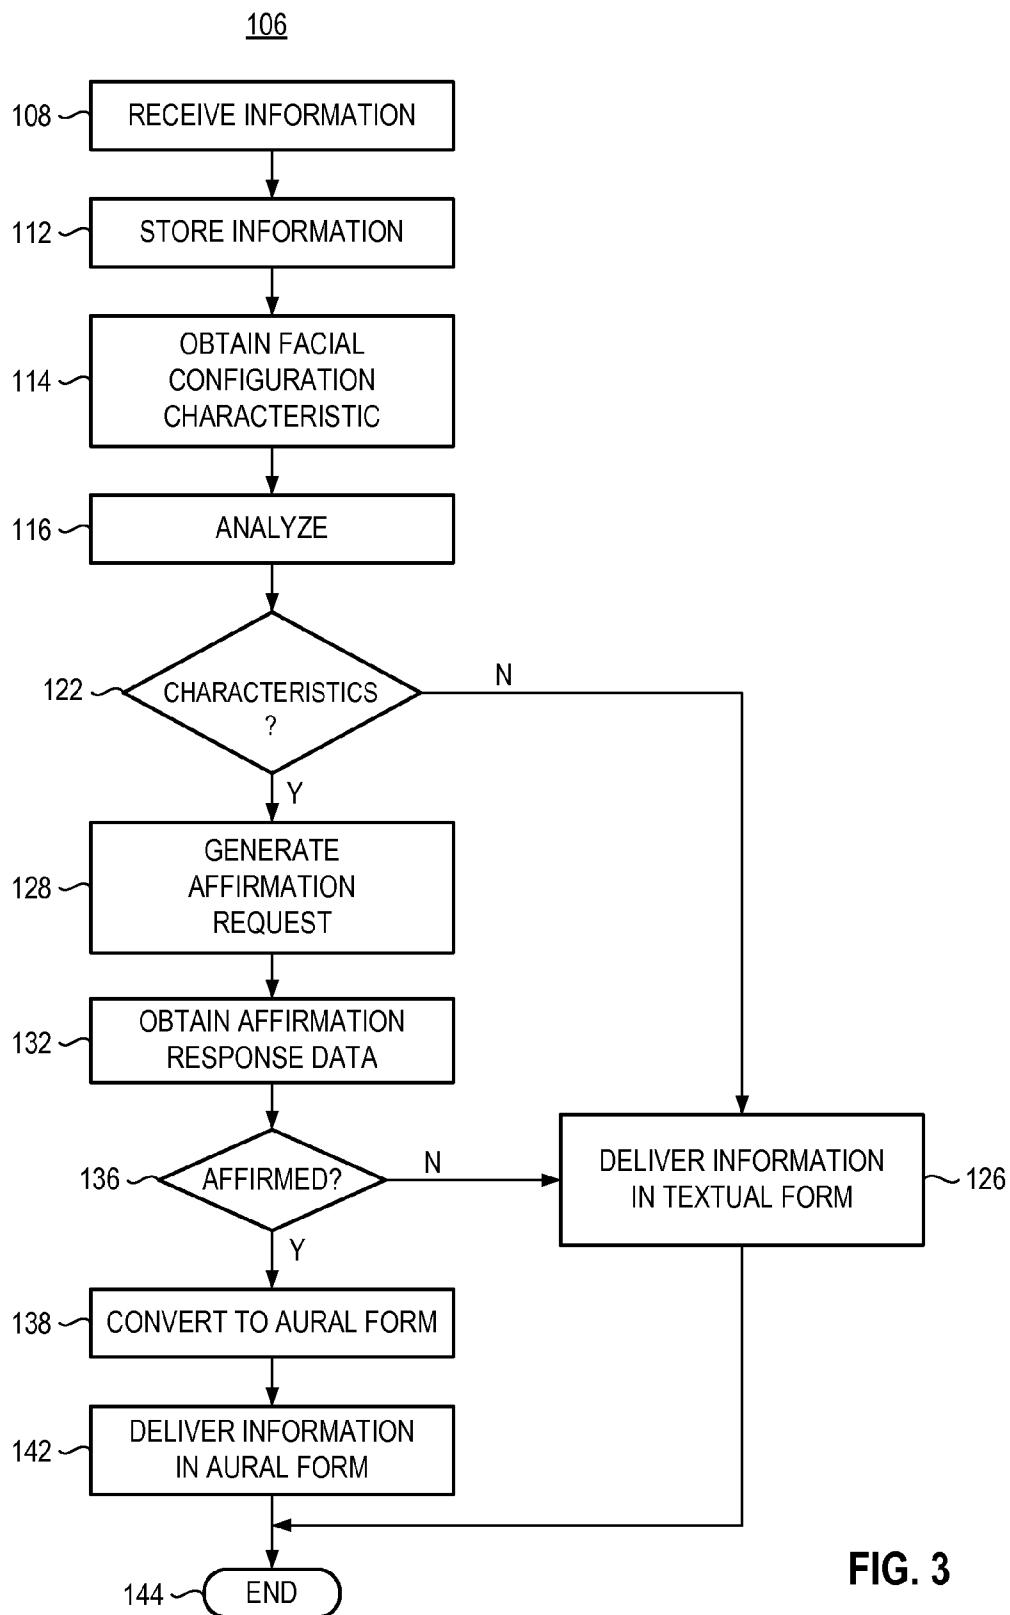 106
108
RECEIVE INFORMATION
112
STORE INFORMATION
114
OBTAIN FACIAL
CONFIGURATION
CHARACTERISTIC
116
ANALYZE
122
CHARACTERISTICS
?
N
Y
128
GENERATE
AFFIRMATION
REQUEST
132
OBTAIN AFFIRMATION
RESPONSE DATA
136
AFFIRMED?
N
Y
DELIVER INFORMATION
IN TEXTUAL FORM
126
138
CONVERT TO AURAL FORM
142
DELIVER INFORMATION
IN AURAL FORM
144
END
FIG. 3